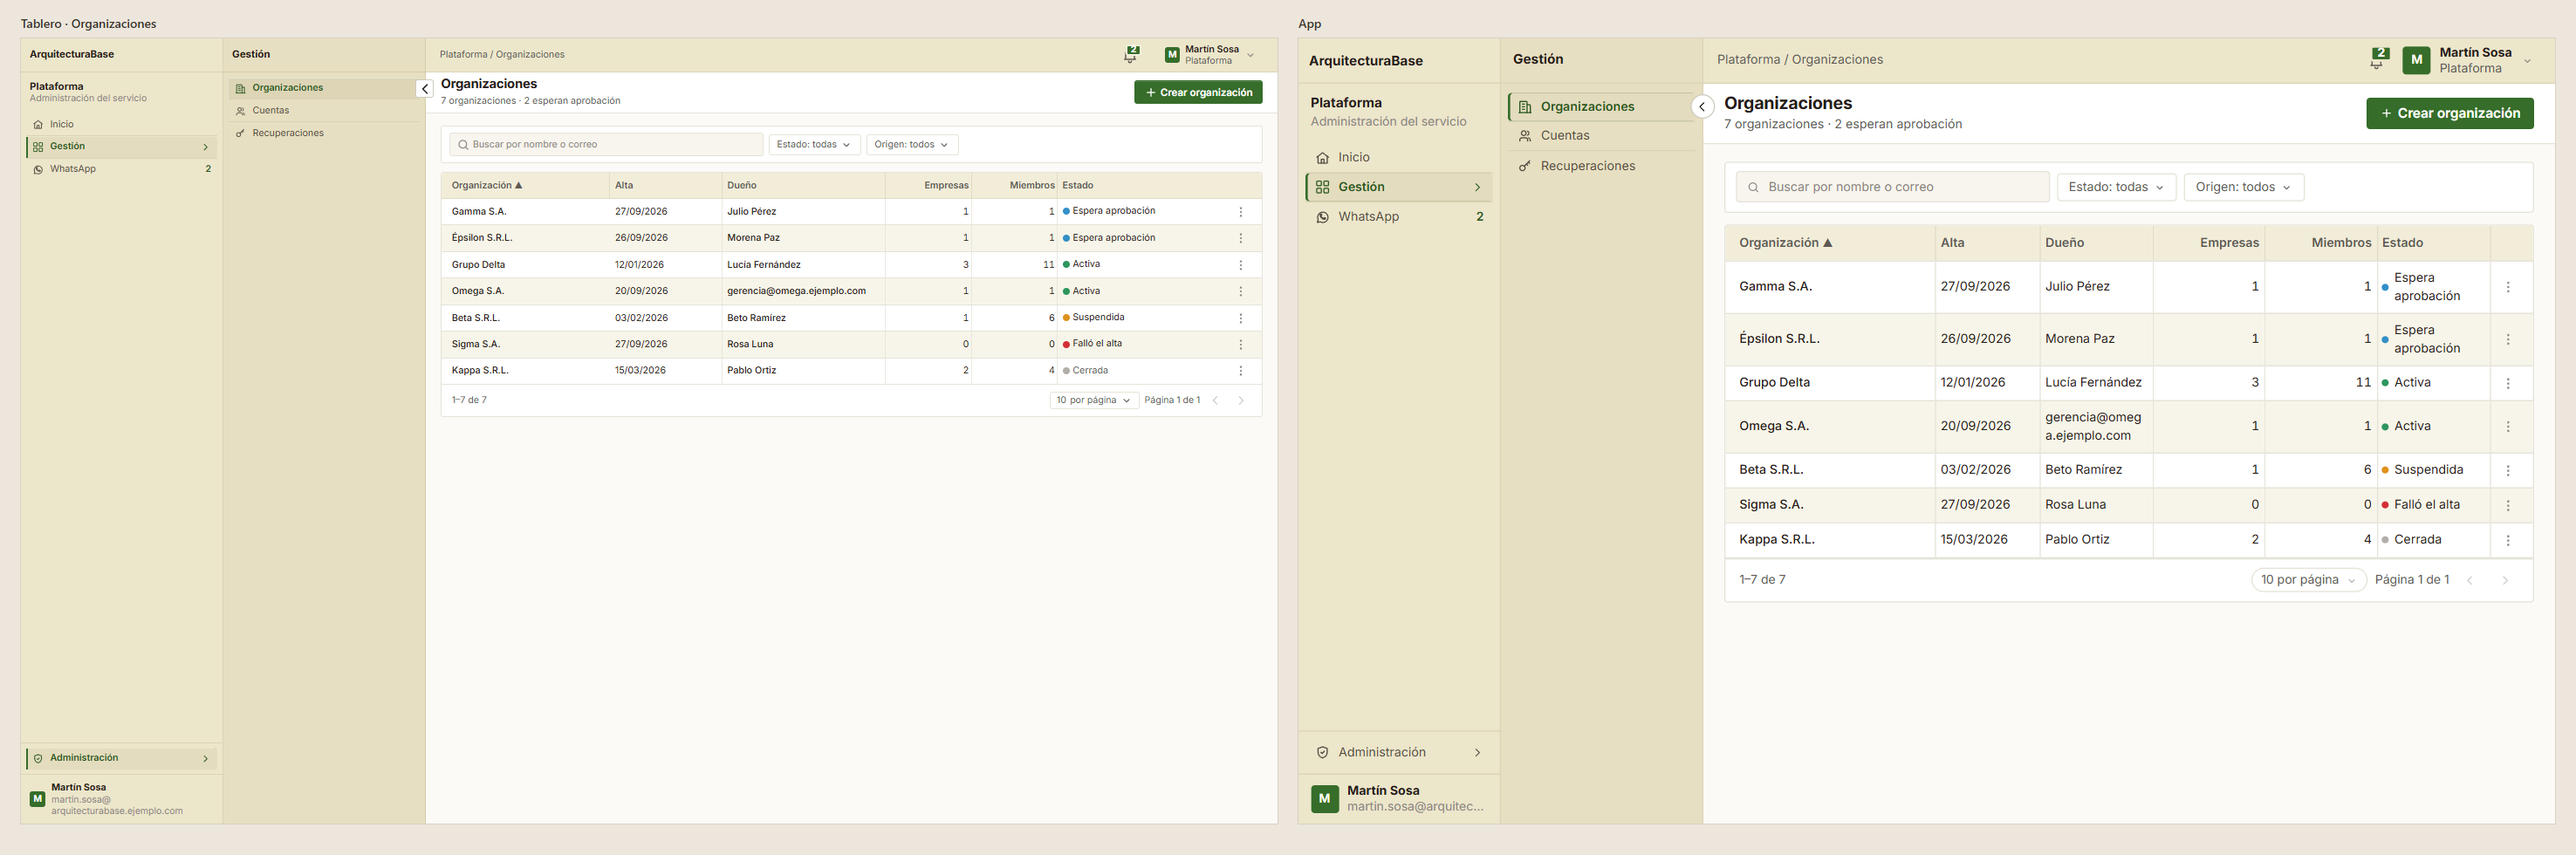 Tablero · Organizaciones
ArquitecturaBase
Plataforma
Administración del servicio
Inicio
Gestión
WhatsApp 2
Administración
M Martín Sosa
martin.sosa@
arquitecturabase.ejemplo.com
Gestión
Organizaciones
Cuentas
Recuperaciones
Plataforma / Organizaciones
2
M Martín Sosa
Plataforma
Organizaciones
7 organizaciones · 2 esperan aprobación
+ Crear organización
Buscar por nombre o correo Estado: todas Origen: todos
Organización ▲ Alta Dueño Empresas Miembros Estado
Gamma S.A. 27/09/2026 Julio Pérez 1 1 Espera aprobación
Épsilon S.R.L. 26/09/2026 Morena Paz 1 1 Espera aprobación
Grupo Delta 12/01/2026 Lucía Fernández 3 11 Activa
Omega S.A. 20/09/2026 gerencia@omega.ejemplo.com 1 1 Activa
Beta S.R.L. 03/02/2026 Beto Ramírez 1 6 Suspendida
Sigma S.A. 27/09/2026 Rosa Luna 0 0 Falló el alta
Kappa S.R.L. 15/03/2026 Pablo Ortiz 2 4 Cerrada
1–7 de 7 10 por página Página 1 de 1
App
ArquitecturaBase
Plataforma
Administración del servicio
Inicio
Gestión
WhatsApp 2
Administración
M Martín Sosa
martin.sosa@arquitec...
Gestión
Organizaciones
Cuentas
Recuperaciones
Plataforma / Organizaciones
2
M Martín Sosa
Plataforma
Organizaciones
7 organizaciones · 2 esperan aprobación
+ Crear organización
Buscar por nombre o correo Estado: todas Origen: todos
Organización ▲ Alta Dueño Empresas Miembros Estado
Gamma S.A. 27/09/2026 Julio Pérez 1 1 Espera
aprobación
Épsilon S.R.L. 26/09/2026 Morena Paz 1 1 Espera
aprobación
Grupo Delta 12/01/2026 Lucía Fernández 3 11 Activa
Omega S.A. 20/09/2026 gerencia@omeg
a.ejemplo.com 1 1 Activa
Beta S.R.L. 03/02/2026 Beto Ramírez 1 6 Suspendida
Sigma S.A. 27/09/2026 Rosa Luna 0 0 Falló el alta
Kappa S.R.L. 15/03/2026 Pablo Ortiz 2 4 Cerrada
1–7 de 7 10 por página Página 1 de 1